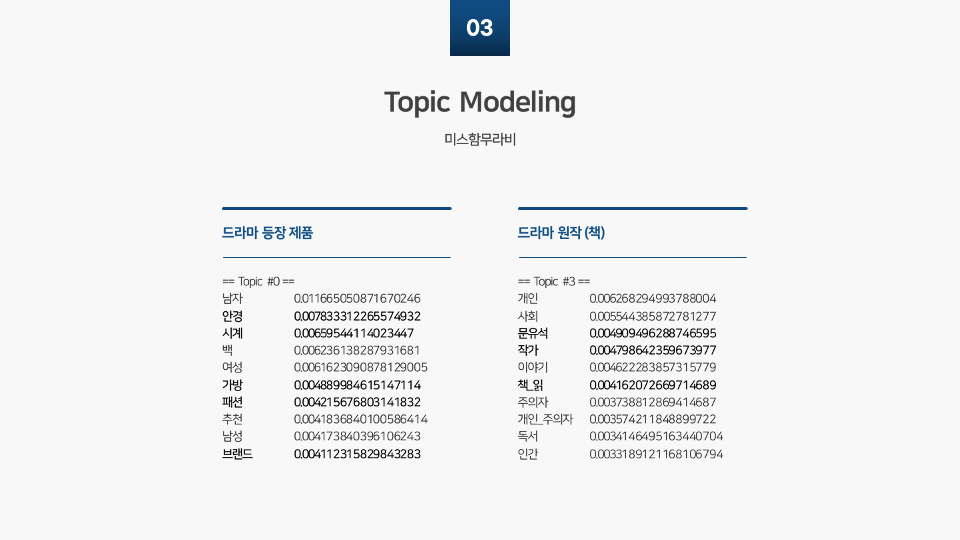 03
Topic Modeling
미스함무라비
드라마 등장 제품
== Topic #0 ==
남자 0.011665050871670246
안경 0.007833312265574932
시계 0.00659544114023447
백 0.006236138287931681
여성 0.0061623090878129005
가방 0.004889984615147114
패션 0.004215676803141832
추천 0.0041836840100586414
남성 0.004173840396106243
브랜드 0.004112315829843283
드라마 원작 (책)
== Topic #3 ==
개인 0.006268294993788004
사회 0.005544385872781277
문유석 0.004909496288746595
작가 0.004798642359673977
이야기 0.004622283857315779
책_읽 0.004162072669714689
주의자 0.003738812869414687
개인_주의자 0.003574211848899722
독서 0.0034146495163440704
인간 0.0033189121168106794